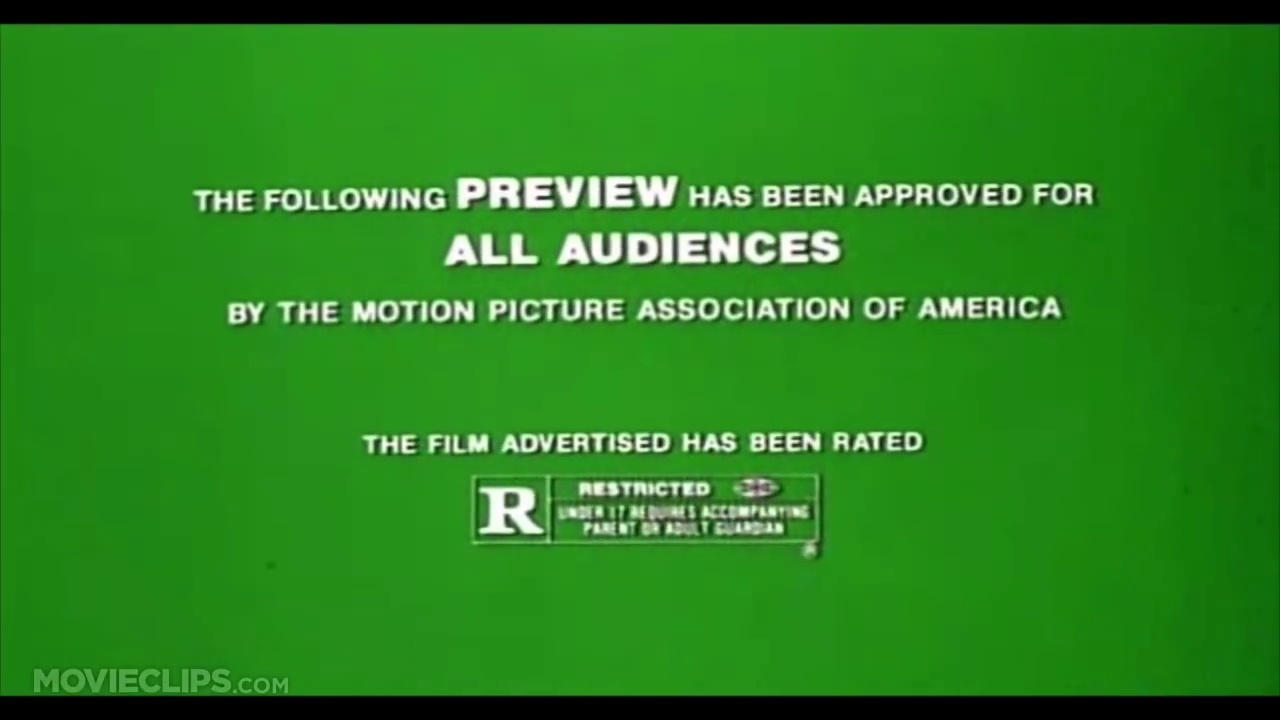 THE FOLLOWING PREVIEW HAS BEEN APPROVED FOR
ALL AUDIENCES
BY THE MOTION PICTURE ASSOCIATION OF AMERICA
THE FILM ADVERTISED HAS BEEN RATED
R RESTRICTED
UNDER 17 REQUIRES ACCOMPANYING
PARENT OR ADULT GUARDIAN
MOVIECLIPS.COM